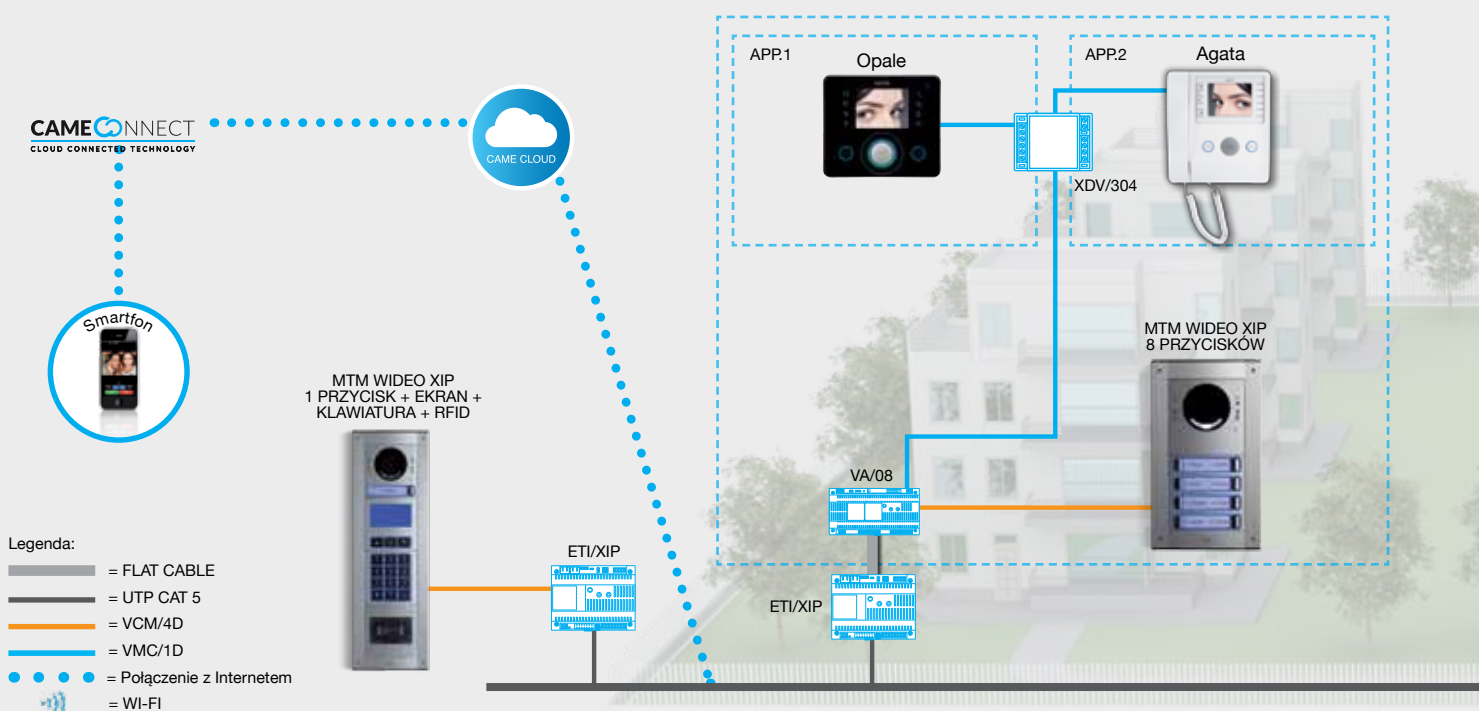 APP.1
Opale
APP.2
Agata
CAMECONNECT
CLOUD CONNECTED TECHNOLOGY
CAME CLOUD
XDV/304
Smartfon
MTM WIDEO XIP
8 PRZYCISKÓW
MTM WIDEO XIP
1 PRZYCISK + EKRAN +
KLAWIATURA + RFID
VA/08
ETI/XIP
ETI/XIP
Legenda:
= FLAT CABLE
= UTP CAT 5
= VCM/4D
= VMC/1D
= Połączenie z Internetem
= WI-FI